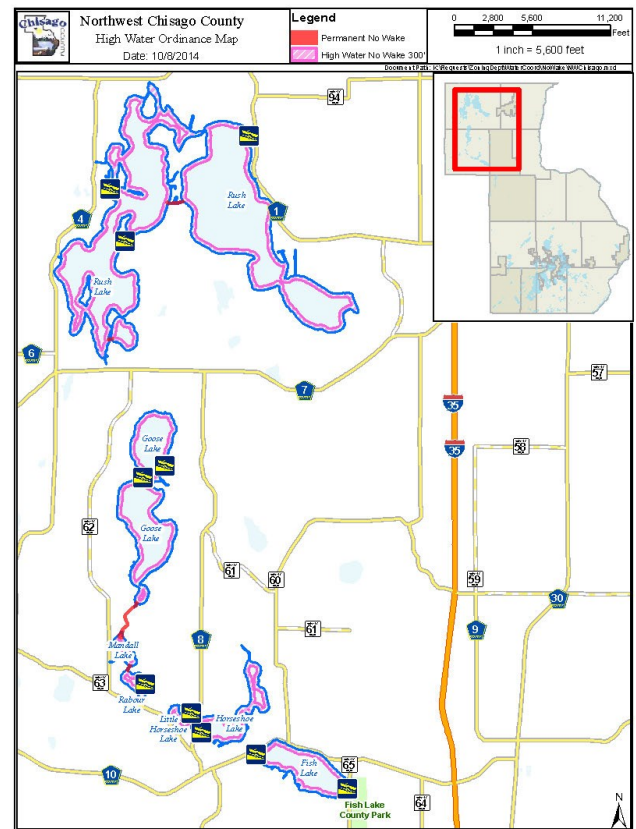 Chisago
COUNTY
Northwest Chisago County
High Water Ordinance Map
Date: 10/8/2014
Legend
Permanent No Wake
High Water No Wake 300'
0 2,800 5,600 11,200
Feet
1 inch = 5,600 feet
94
Rush
Lake
4
1
Rush
Lake
6
7
35
57
Goose
Lake
35
58
62
Goose
Lake
61
60
59
30
61
9
8
Mandall
Lake
63
Rabour
Lake
Little
Horseshoe
Lake
Horseshoe
Lake
10
Fish
Lake
65
64
Fish Lake
County Park
N